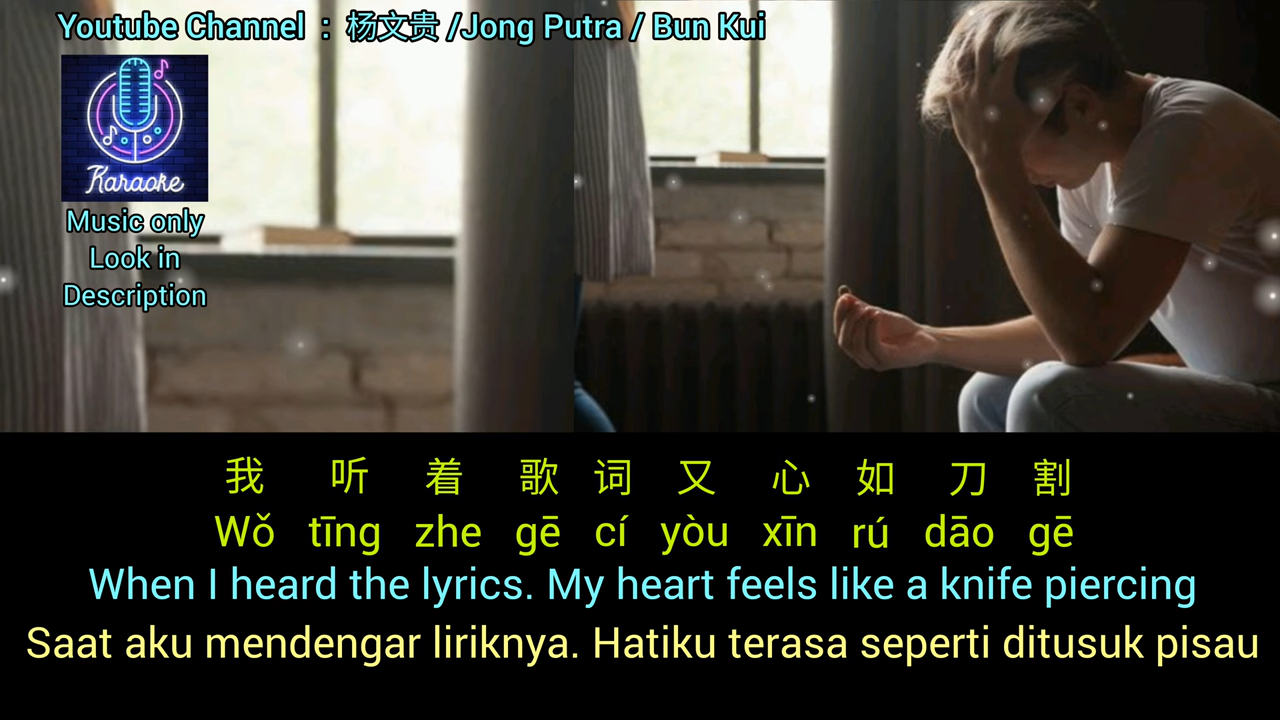 Youtube Channel : 杨文贵 /Jong Putra / Bun Kui
Karaoke
Music only
Look in
Description
我 听 着 歌 词 又 心 如 刀 割
Wǒ tīng zhe gē cí yòu xīn rú dāo gē
When I heard the lyrics. My heart feels like a knife piercing
Saat aku mendengar liriknya. Hatiku terasa seperti ditusuk pisau